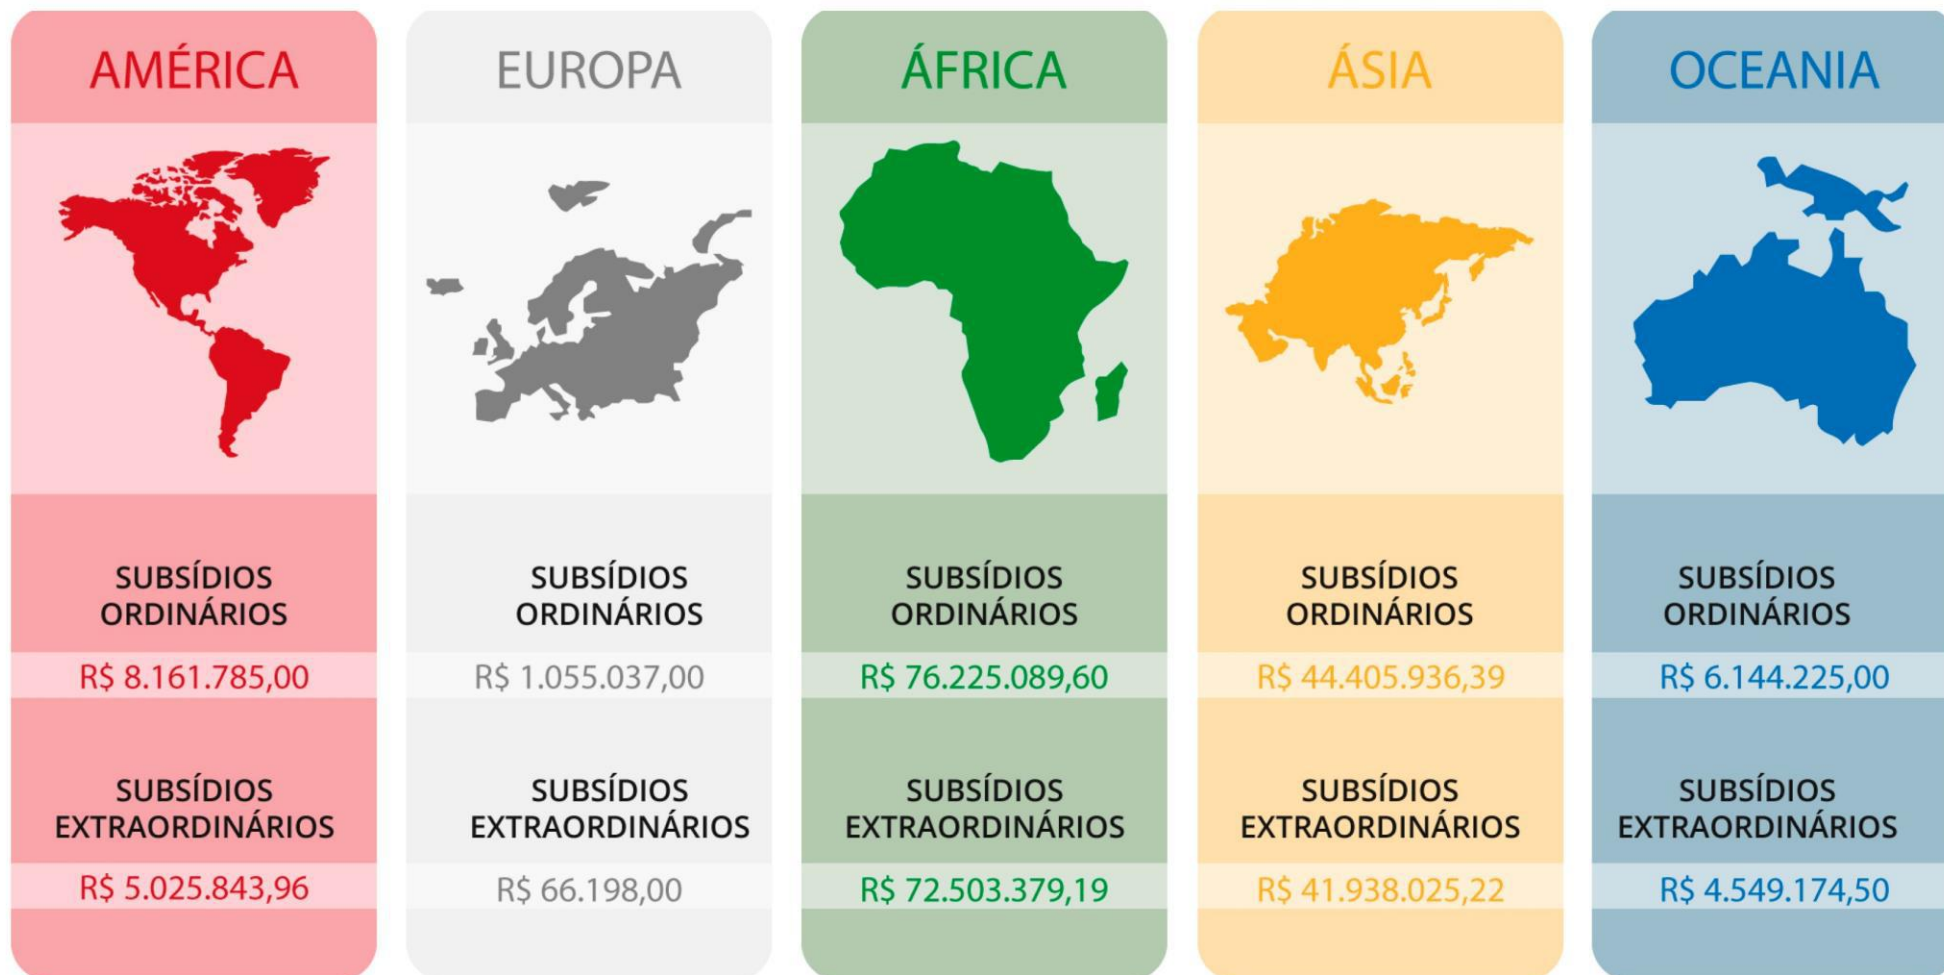 AMÉRICA
SUBSÍDIOS
ORDINÁRIOS
R$ 8.161.785,00
SUBSÍDIOS
EXTRAORDINÁRIOS
R$ 5.025.843,96
EUROPA
SUBSÍDIOS
ORDINÁRIOS
R$ 1.055.037,00
SUBSÍDIOS
EXTRAORDINÁRIOS
R$ 66.198,00
ÁFRICA
SUBSÍDIOS
ORDINÁRIOS
R$ 76.225.089,60
SUBSÍDIOS
EXTRAORDINÁRIOS
R$ 72.503.379,19
ÁSIA
SUBSÍDIOS
ORDINÁRIOS
R$ 44.405.936,39
SUBSÍDIOS
EXTRAORDINÁRIOS
R$ 41.938.025,22
OCEANIA
SUBSÍDIOS
ORDINÁRIOS
R$ 6.144.225,00
SUBSÍDIOS
EXTRAORDINÁRIOS
R$ 4.549.174,50